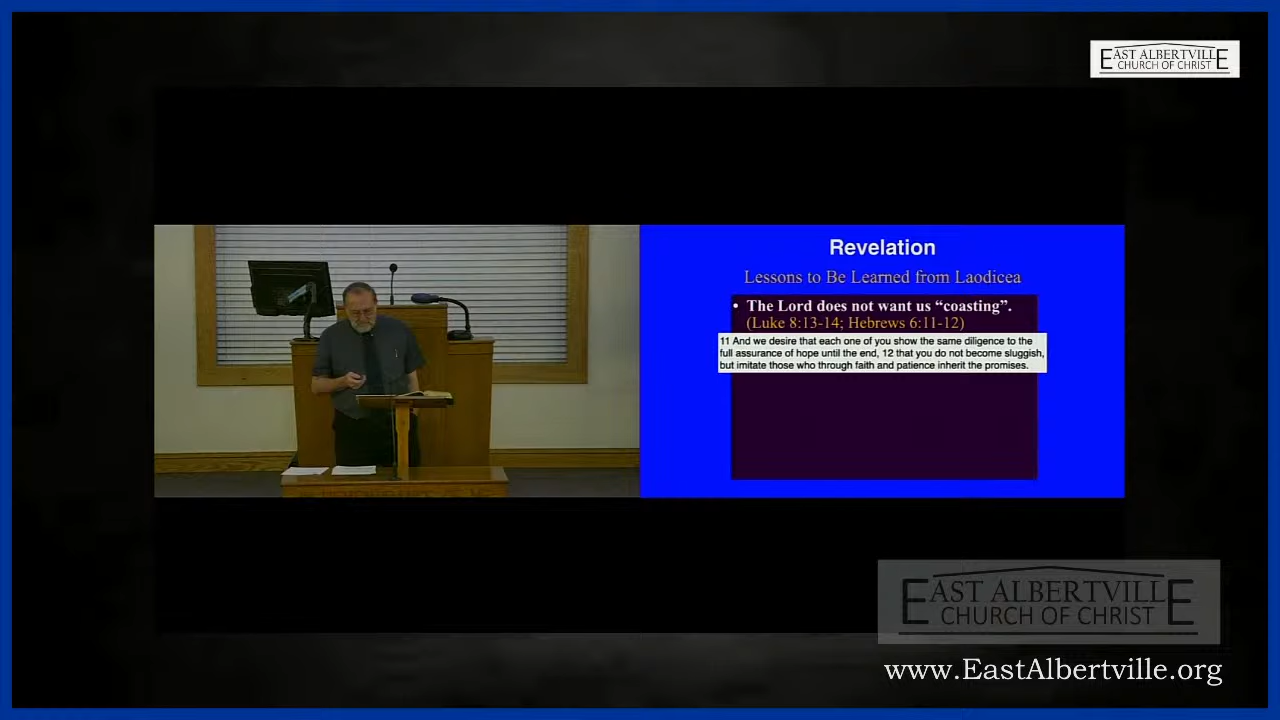 EAST ALBERTVILLE
CHURCH OF CHRIST
Revelation
Lessons to Be Learned from Laodicea
• The Lord does not want us “coasting”.
(Luke 8:13-14; Hebrews 6:11-12)
11 And we desire that each one of you show the same diligence to the
full assurance of hope until the end, 12 that you do not become sluggish,
but imitate those who through faith and patience inherit the promises.
EAST ALBERTVILLE
CHURCH OF CHRIST
www.EastAlbertville.org